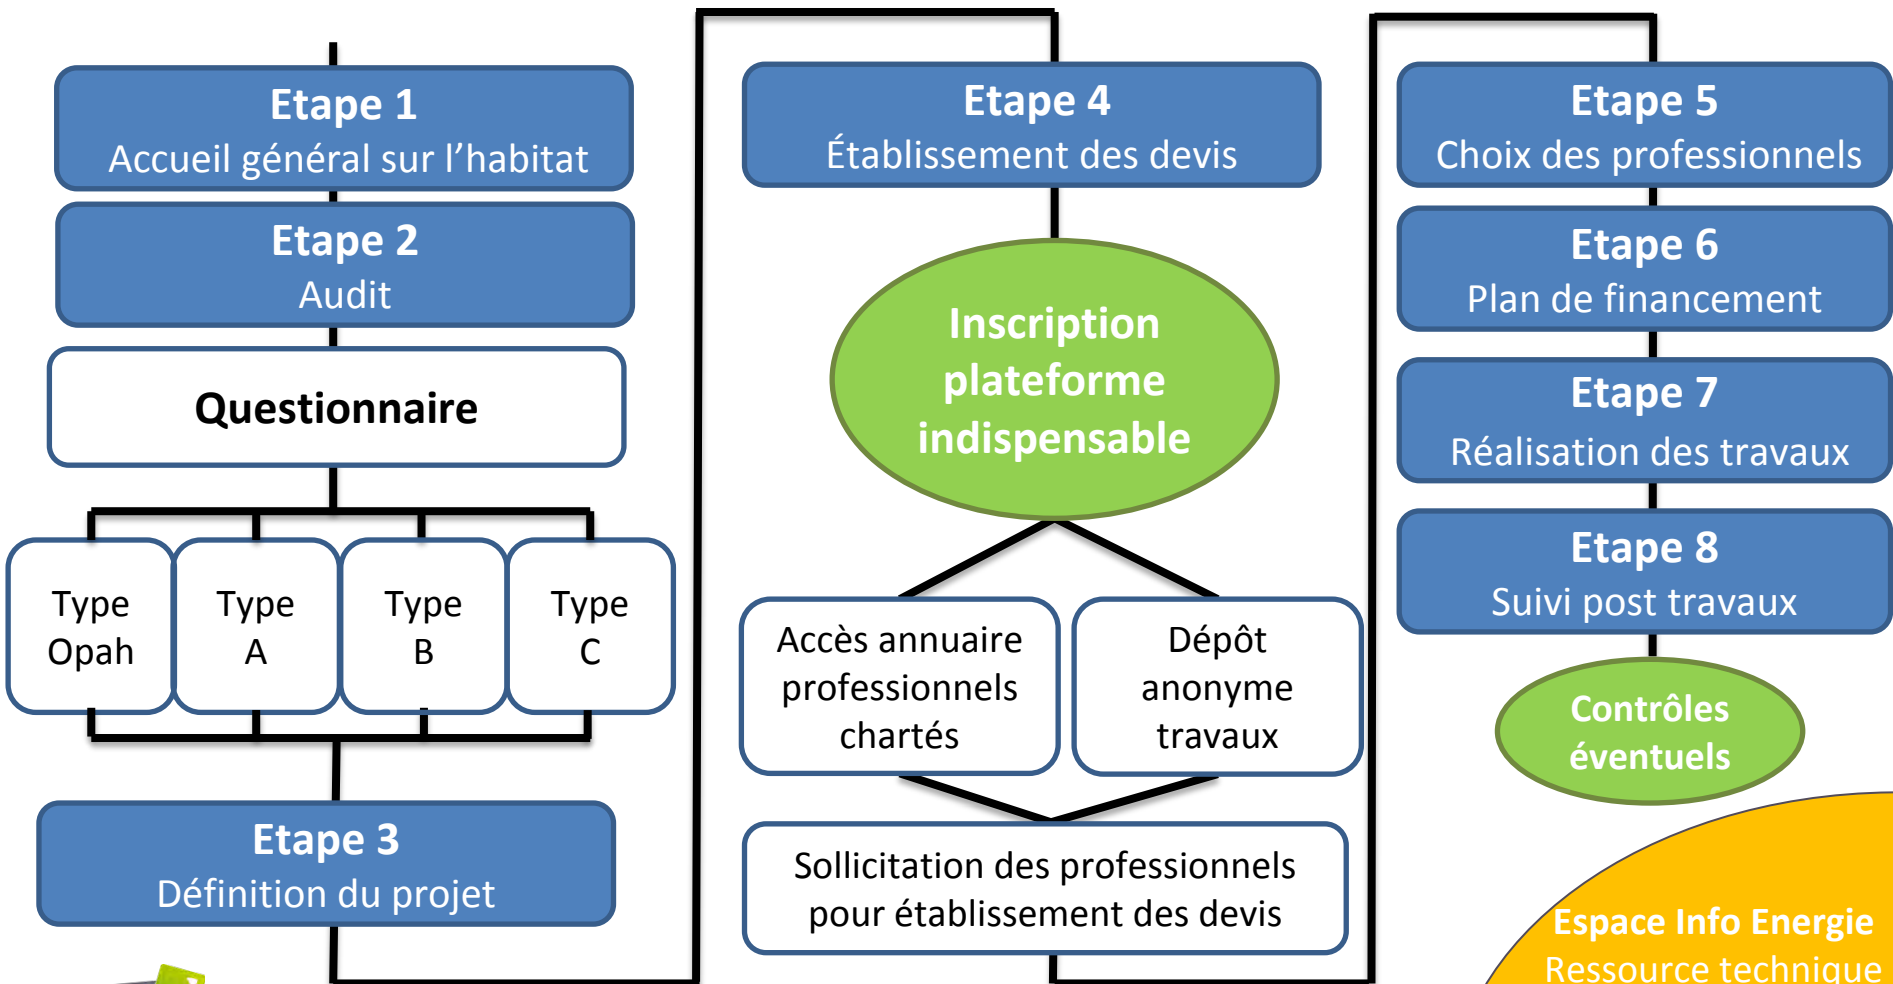 Etape 1
Accueil général sur l’habitat
Etape 2
Audit
Questionnaire
Type
Opah
Type
A
Type
B
Type
C
Etape 3
Définition du projet
Etape 4
Établissement des devis
Inscription
plateforme
indispensable
Accès annuaire
professionnels
chartés
Dépôt
anonyme
travaux
Sollicitation des professionnels
pour établissement des devis
Etape 5
Choix des professionnels
Etape 6
Plan de financement
Etape 7
Réalisation des travaux
Etape 8
Suivi post travaux
Contrôles
éventuels
Espace Info Energie
Ressource technique